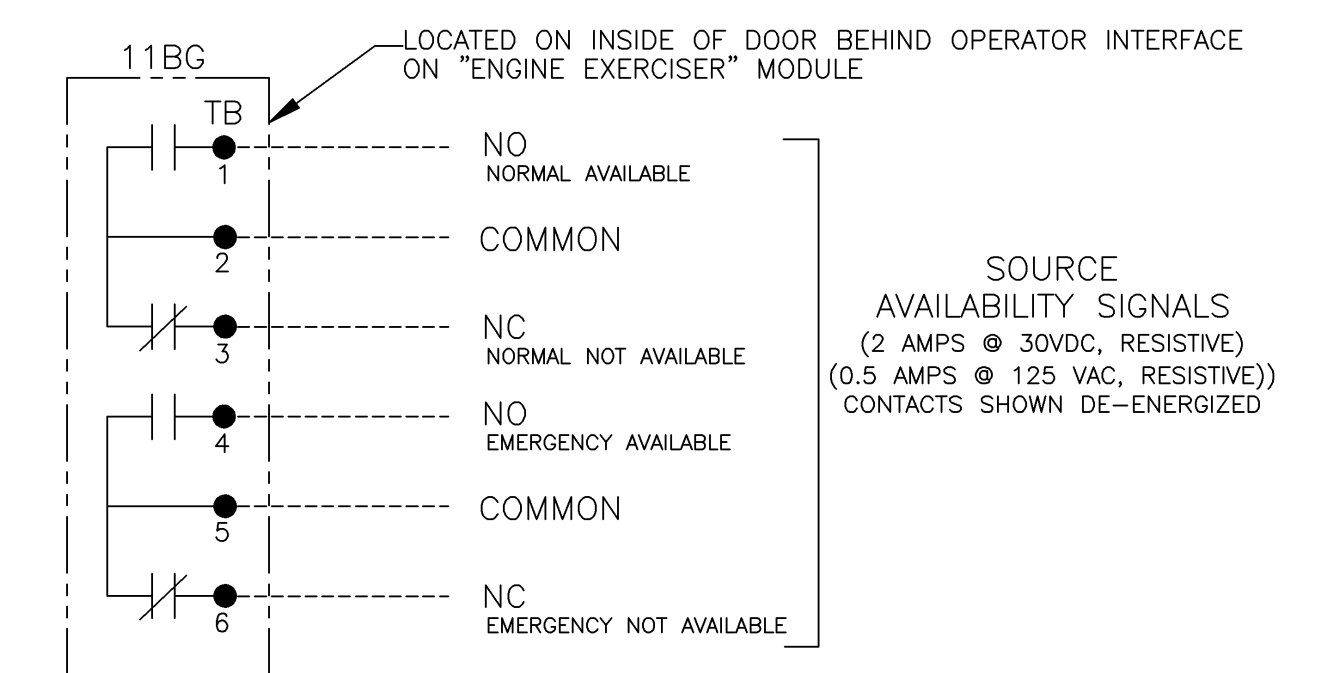 LOCATED ON INSIDE OF DOOR BEHIND OPERATOR INTERFACE
ON "ENGINE EXERCISER" MODULE
11BG
TB
1
NO
NORMAL AVAILABLE
2
COMMON
3
NC
NORMAL NOT AVAILABLE
4
NO
EMERGENCY AVAILABLE
5
COMMON
6
NC
EMERGENCY NOT AVAILABLE
SOURCE
AVAILABILITY SIGNALS
(2 AMPS @ 30VDC, RESISTIVE)
(0.5 AMPS @ 125 VAC, RESISTIVE))
CONTACTS SHOWN DE-ENERGIZED